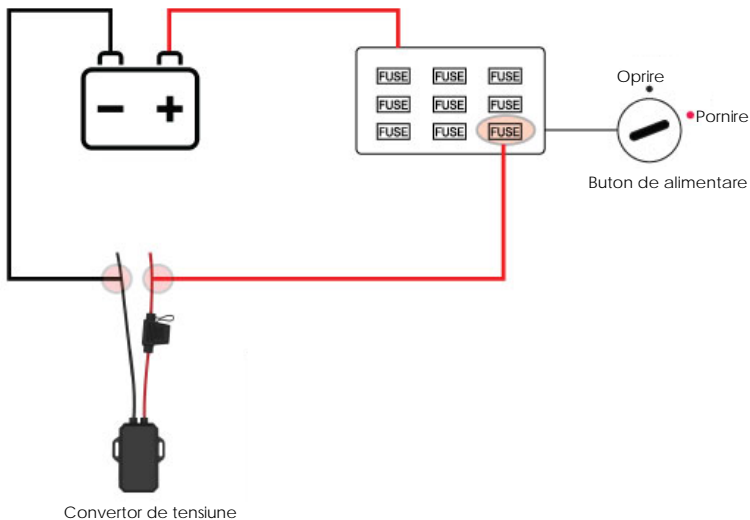 FUSE FUSE FUSE
FUSE FUSE FUSE
FUSE FUSE FUSE
Oprire
Pornire
Buton de alimentare
Convertor de tensiune